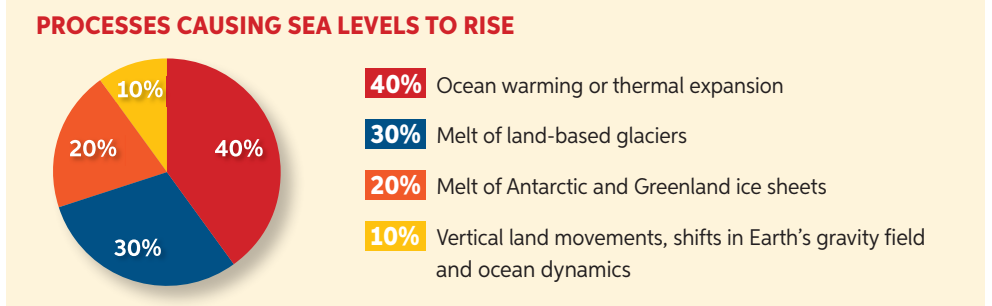 PROCESSES CAUSING SEA LEVELS TO RISE
10%
20%
40%
30%
40% Ocean warming or thermal expansion
30% Melt of land-based glaciers
20% Melt of Antarctic and Greenland ice sheets
10% Vertical land movements, shifts in Earth’s gravity field
and ocean dynamics